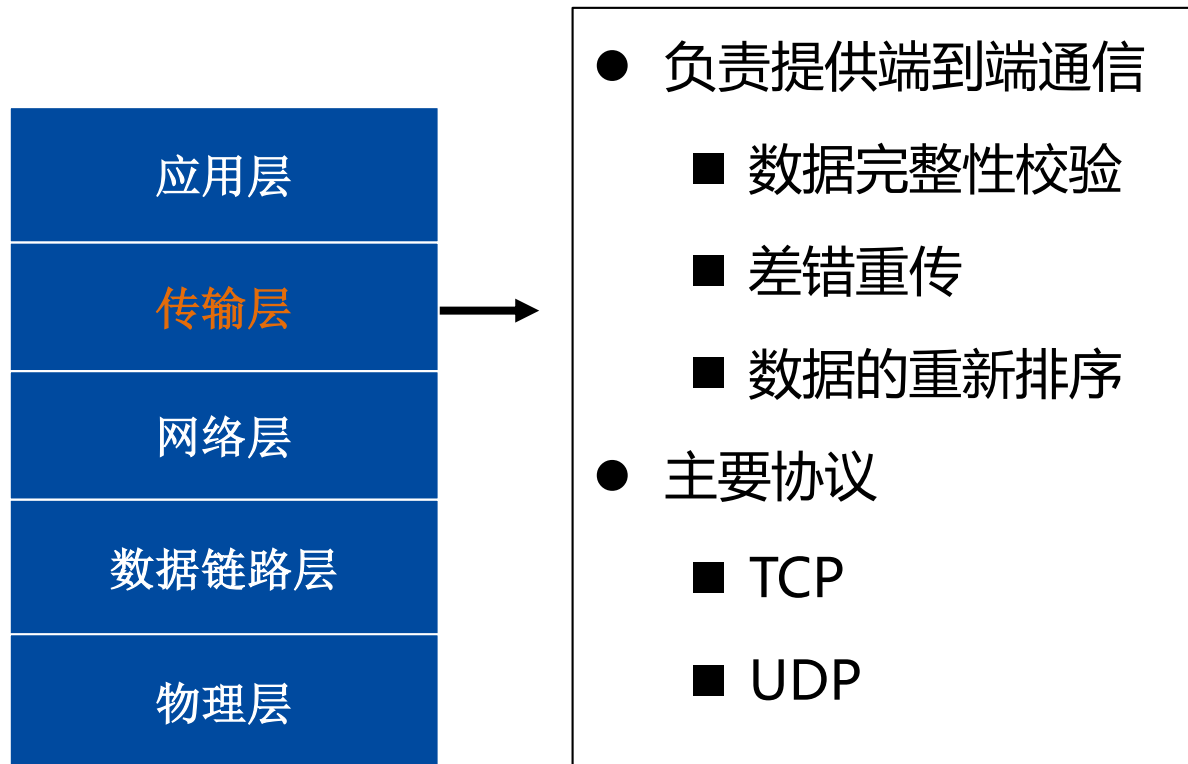 应用层
传输层
网络层
数据链路层
物理层
● 负责提供端到端通信
■ 数据完整性校验
■ 差错重传
■ 数据的重新排序
● 主要协议
■ TCP
■ UDP